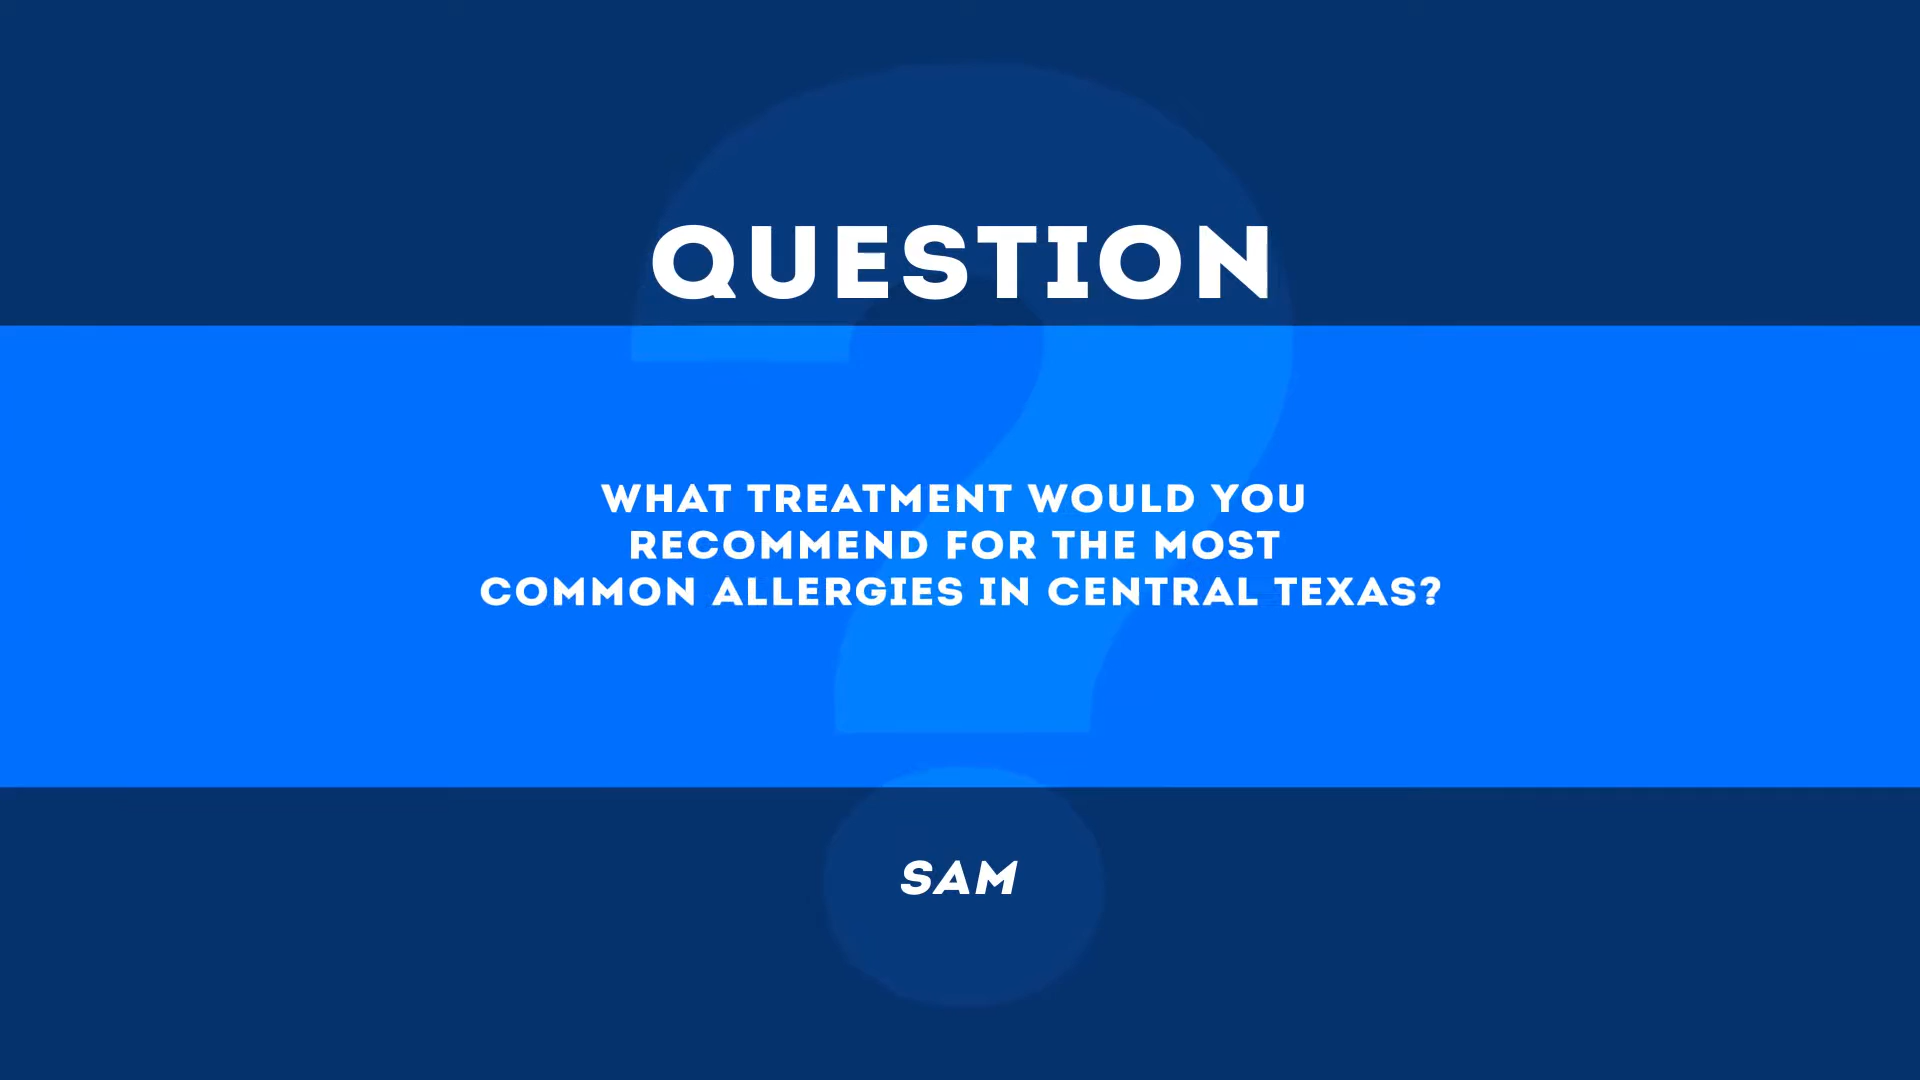 QUESTION
WHAT TREATMENT WOULD YOU
RECOMMEND FOR THE MOST
COMMON ALLERGIES IN CENTRAL TEXAS?
SAM